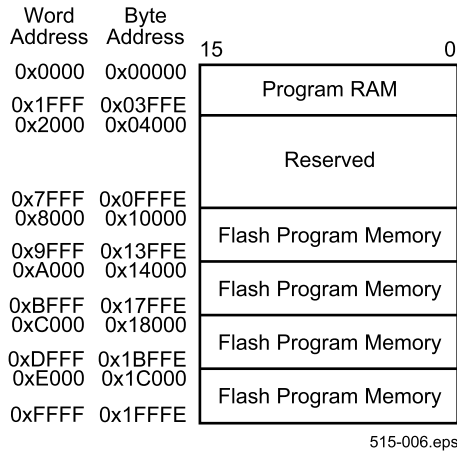 Word Byte
Address Address 15 0
0x0000 0x00000
Program RAM
0x1FFF 0x03FFE
0x2000 0x04000
Reserved
0x7FFF 0x0FFFE
0x8000 0x10000
Flash Program Memory
0x9FFF 0x13FFE
0xA000 0x14000
Flash Program Memory
0xBFFF 0x17FFE
0xC000 0x18000
Flash Program Memory
0xDFFF 0x1BFFE
0xE000 0x1C000
Flash Program Memory
0xFFFF 0x1FFFE
515-006.eps